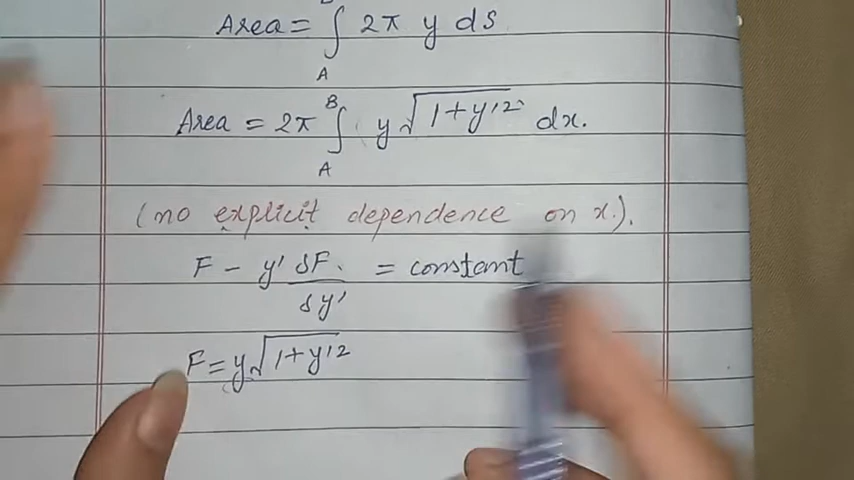 Area = ∫ 2π y ds
A
Area = 2π ∫ y √1+y'2 dx.
B
A
(no explicit dependence on x.).
F - y' δF. = constant
δy'
F = y √1+y'2